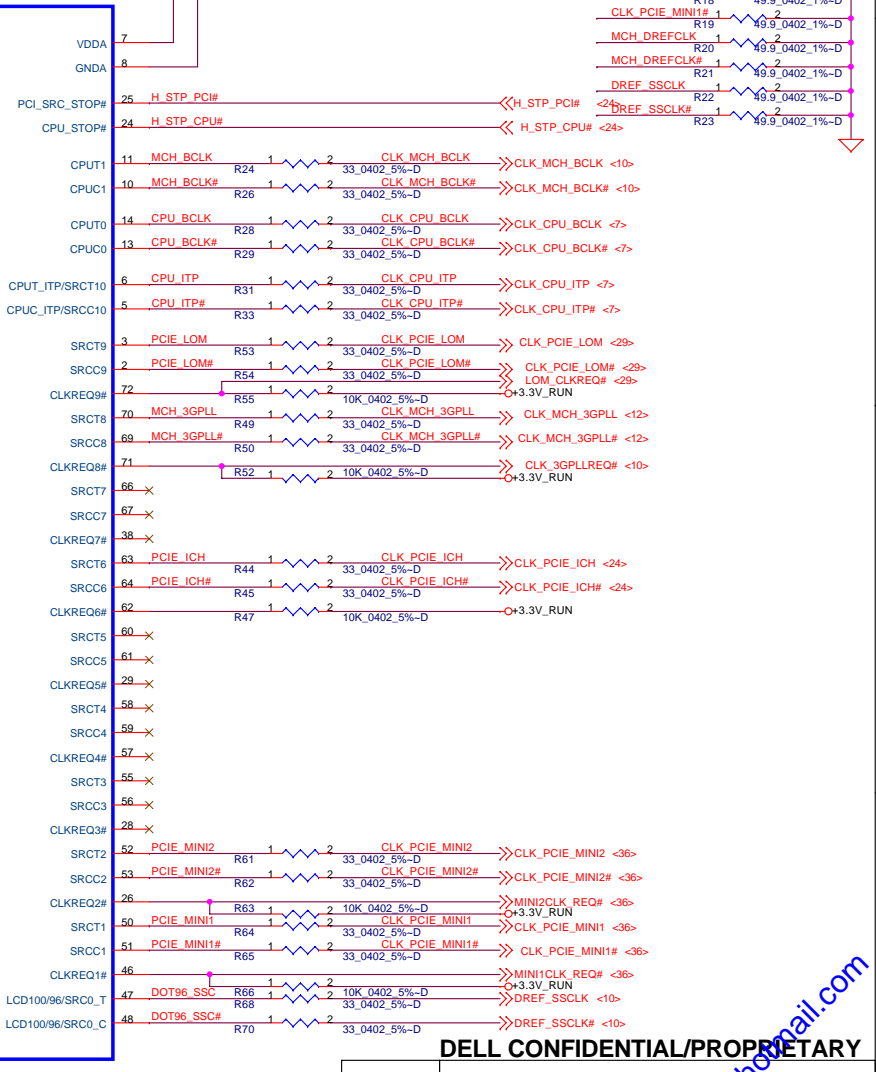 R18 49.9_0402_1%~D
CLK_PCIE_MINI1# 1 2
R19 49.9_0402_1%~D
VDDA 7 MCH_DREFCLK 1 2
R20 49.9_0402_1%~D
GNDA 8 MCH_DREFCLK# 1 2
R21 49.9_0402_1%~D
DREF_SSCLK 1 2
R22 49.9_0402_1%~D
PCI_SRC_STOP# 25 H_STP_PCI# H_STP_PCI# <24>
DREF_SSCLK# 1 2
R23 49.9_0402_1%~D
CPU_STOP# 24 H_STP_CPU# H_STP_CPU# <24>
CPUT1 11 MCH_BCLK 1 2 CLK_MCH_BCLK CLK_MCH_BCLK <10>
R24 33_0402_5%~D
CPUC1 10 MCH_BCLK# 1 2 CLK_MCH_BCLK# CLK_MCH_BCLK# <10>
R26 33_0402_5%~D
CPUT0 14 CPU_BCLK 1 2 CLK_CPU_BCLK CLK_CPU_BCLK <7>
R28 33_0402_5%~D
CPUC0 13 CPU_BCLK# 1 2 CLK_CPU_BCLK# CLK_CPU_BCLK# <7>
R29 33_0402_5%~D
CPUT_ITP/SRCT10 6 CPU_ITP 1 2 CLK_CPU_ITP CLK_CPU_ITP <7>
R31 33_0402_5%~D
CPUC_ITP/SRCC10 5 CPU_ITP# 1 2 CLK_CPU_ITP# CLK_CPU_ITP# <7>
R33 33_0402_5%~D
SRCT9 3 PCIE_LOM 1 2 CLK_PCIE_LOM CLK_PCIE_LOM <29>
R53 33_0402_5%~D
SRCC9 2 PCIE_LOM# 1 2 CLK_PCIE_LOM# CLK_PCIE_LOM# <29>
R54 33_0402_5%~D LOM_CLKREQ# <29>
CLKREQ9# 72 1 2 +3.3V_RUN
R55 10K_0402_5%~D
SRCT8 70 MCH_3GPLL 1 2 CLK_MCH_3GPLL CLK_MCH_3GPLL <12>
R49 33_0402_5%~D
SRCC8 69 MCH_3GPLL# 1 2 CLK_MCH_3GPLL# CLK_MCH_3GPLL# <12>
R50 33_0402_5%~D
CLKREQ8# 71 CLK_3GPLLREQ# <10>
R52 1 2 10K_0402_5%~D +3.3V_RUN
SRCT7 66
SRCC7 67
CLKREQ7# 38
SRCT6 63 PCIE_ICH 1 2 CLK_PCIE_ICH CLK_PCIE_ICH <24>
R44 33_0402_5%~D
SRCC6 64 PCIE_ICH# 1 2 CLK_PCIE_ICH# CLK_PCIE_ICH# <24>
R45 33_0402_5%~D
CLKREQ6# 62 1 2 +3.3V_RUN
R47 10K_0402_5%~D
SRCT5 60
SRCC5 61
CLKREQ5# 29
SRCT4 58
SRCC4 59
CLKREQ4# 57
SRCT3 55
SRCC3 56
CLKREQ3# 28
SRCT2 52 PCIE_MINI2 1 2 CLK_PCIE_MINI2 CLK_PCIE_MINI2 <36>
R61 33_0402_5%~D
SRCC2 53 PCIE_MINI2# 1 2 CLK_PCIE_MINI2# CLK_PCIE_MINI2# <36>
R62 33_0402_5%~D
CLKREQ2# 26 MINI2CLK_REQ# <36>
R63 1 2 10K_0402_5%~D +3.3V_RUN
SRCT1 50 PCIE_MINI1 1 2 CLK_PCIE_MINI1 CLK_PCIE_MINI1 <36>
R64 33_0402_5%~D
SRCC1 51 PCIE_MINI1# 1 2 CLK_PCIE_MINI1# CLK_PCIE_MINI1# <36>
R65 33_0402_5%~D
CLKREQ1# 46 MINI1CLK_REQ# <36>
R66 1 2 10K_0402_5%~D +3.3V_RUN
LCD100/96/SRC0_T 47 DOT96_SSC 1 2 DREF_SSCLK <10>
R68 33_0402_5%~D
LCD100/96/SRC0_C 48 DOT96_SSC# 1 2 DREF_SSCLK# <10>
R70 33_0402_5%~D
DELL CONFIDENTIAL/PROPRIETARY
hotmail.com